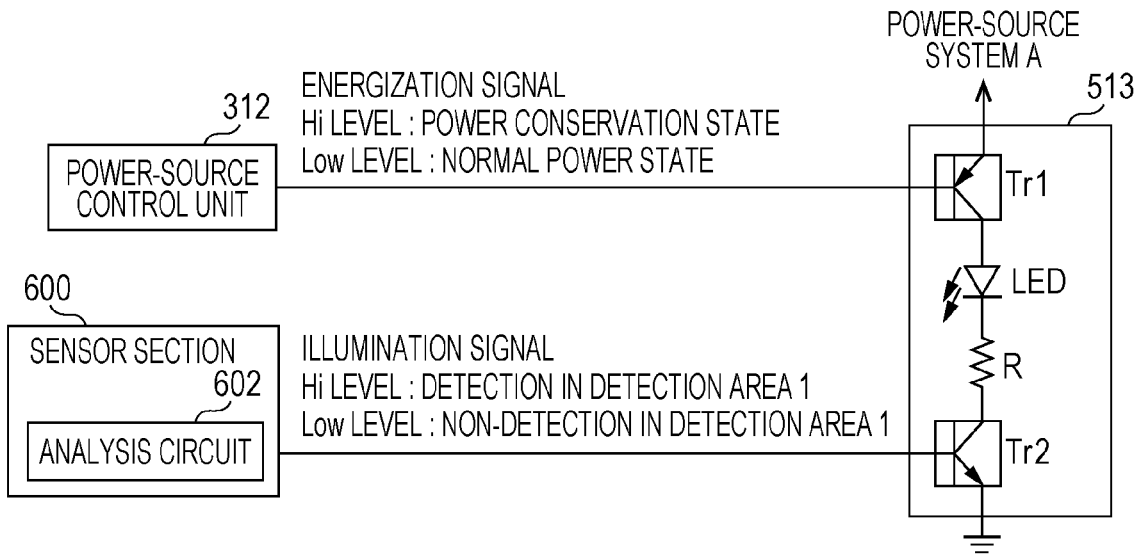 POWER-SOURCE
SYSTEM A
513
ENERGIZATION SIGNAL
Hi LEVEL : POWER CONSERVATION STATE
Low LEVEL : NORMAL POWER STATE
312
POWER-SOURCE
CONTROL UNIT
Tr1
LED
R
Tr2
600
SENSOR SECTION
602
ANALYSIS CIRCUIT
ILLUMINATION SIGNAL
Hi LEVEL : DETECTION IN DETECTION AREA 1
Low LEVEL : NON-DETECTION IN DETECTION AREA 1